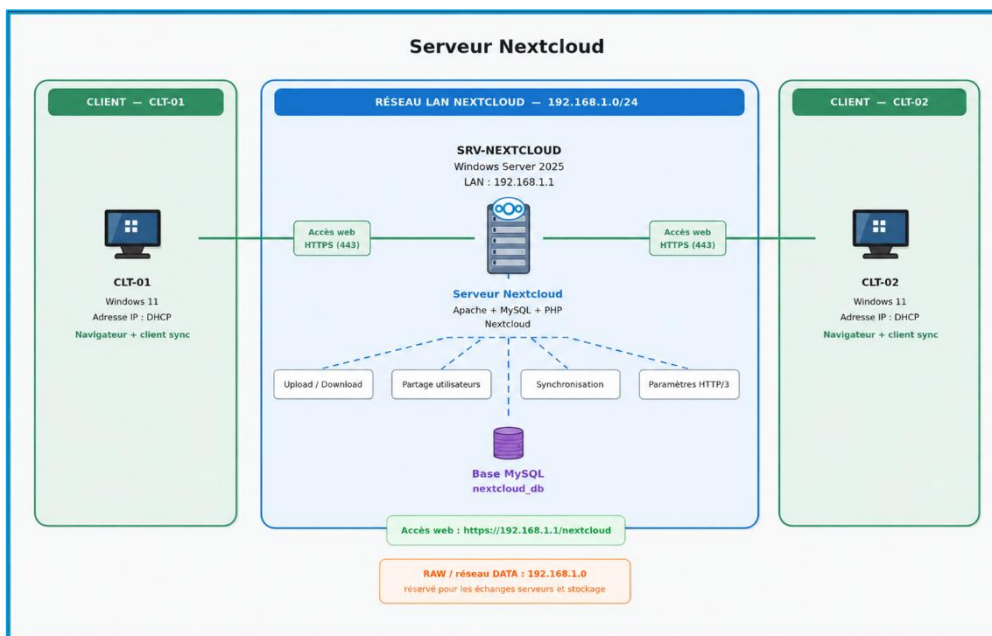 Serveur Nextcloud
CLIENT — CLT-01
RÉSEAU LAN NEXTCLOUD — 192.168.1.0/24
CLIENT — CLT-02
SRV-NEXTCLOUD
Windows Server 2025
LAN : 192.168.1.1
Accès web
HTTPS (443)
Accès web
HTTPS (443)
CLT-01
Windows 11
Adresse IP : DHCP
Navigateur + client sync
Serveur Nextcloud
Apache + MySQL + PHP
Nextcloud
CLT-02
Windows 11
Adresse IP : DHCP
Navigateur + client sync
Upload / Download
Partage utilisateurs
Synchronisation
Paramètres HTTP/3
Base MySQL
nextcloud_db
Accès web : https://192.168.1.1/nextcloud
RAW / réseau DATA : 192.168.1.0
réservé pour les échanges serveurs et stockage